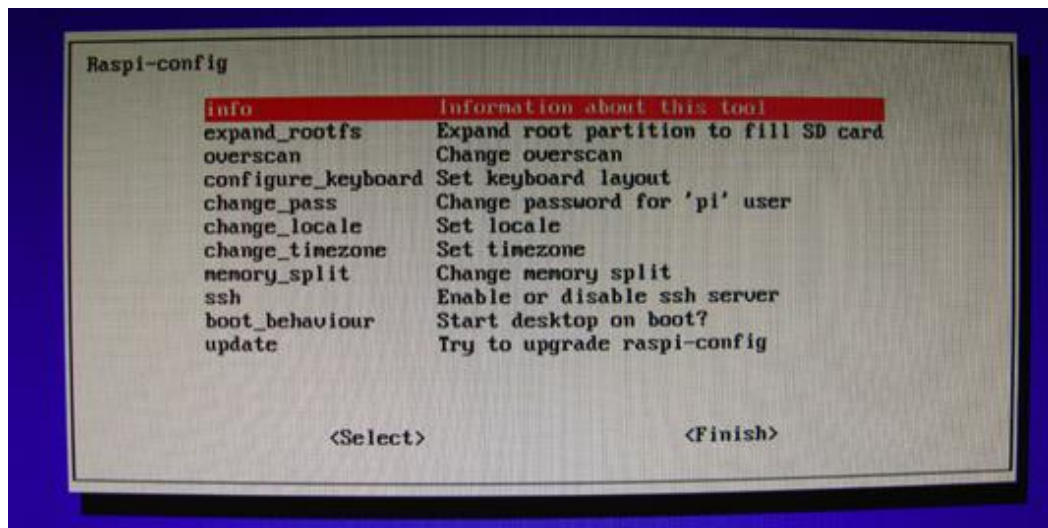 Raspi-config
info Information about this tool
expand_rootfs Expand root partition to fill SD card
overscan Change overscan
configure_keyboard Set keyboard layout
change_pass Change password for 'pi' user
change_locale Set locale
change_timezone Set timezone
memory_split Change memory split
ssh Enable or disable ssh server
boot_behaviour Start desktop on boot?
update Try to upgrade raspi-config
<Select> <Finish>